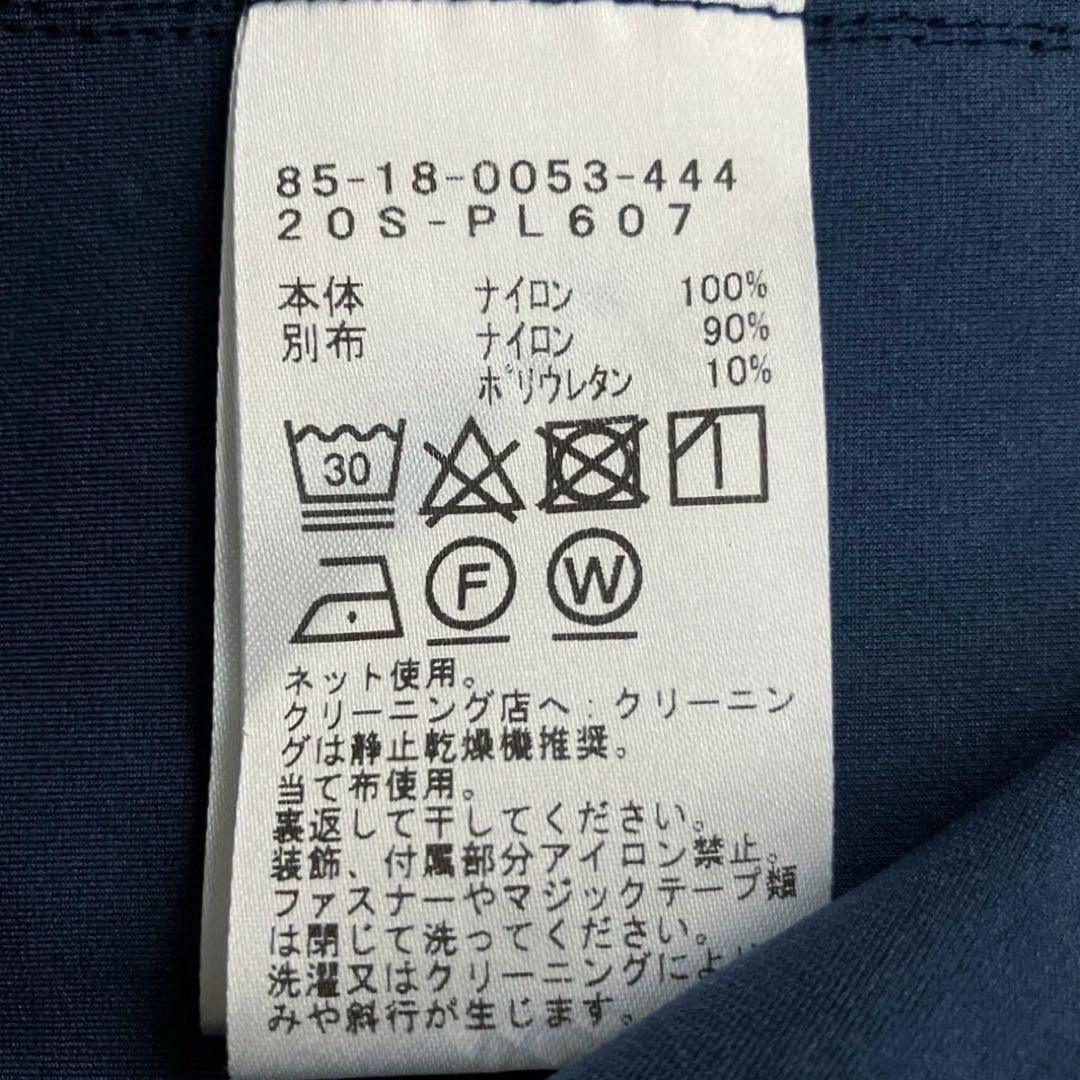 85-18-0053-444
20S-PL607
本体 ナイロン 100%
別布 ナイロン 90%
ポリウレタン 10%
30
F W
ネット使用。
クリーニング店へ:クリーニン
グは静止乾燥機推奨。
当て布使用。
裏返して干してください。
装飾、付属部分アイロン禁止。
ファスナーやマジックテープ類
は閉じて洗ってください。
洗濯又はクリーニングによ
みや斜行が生じます。